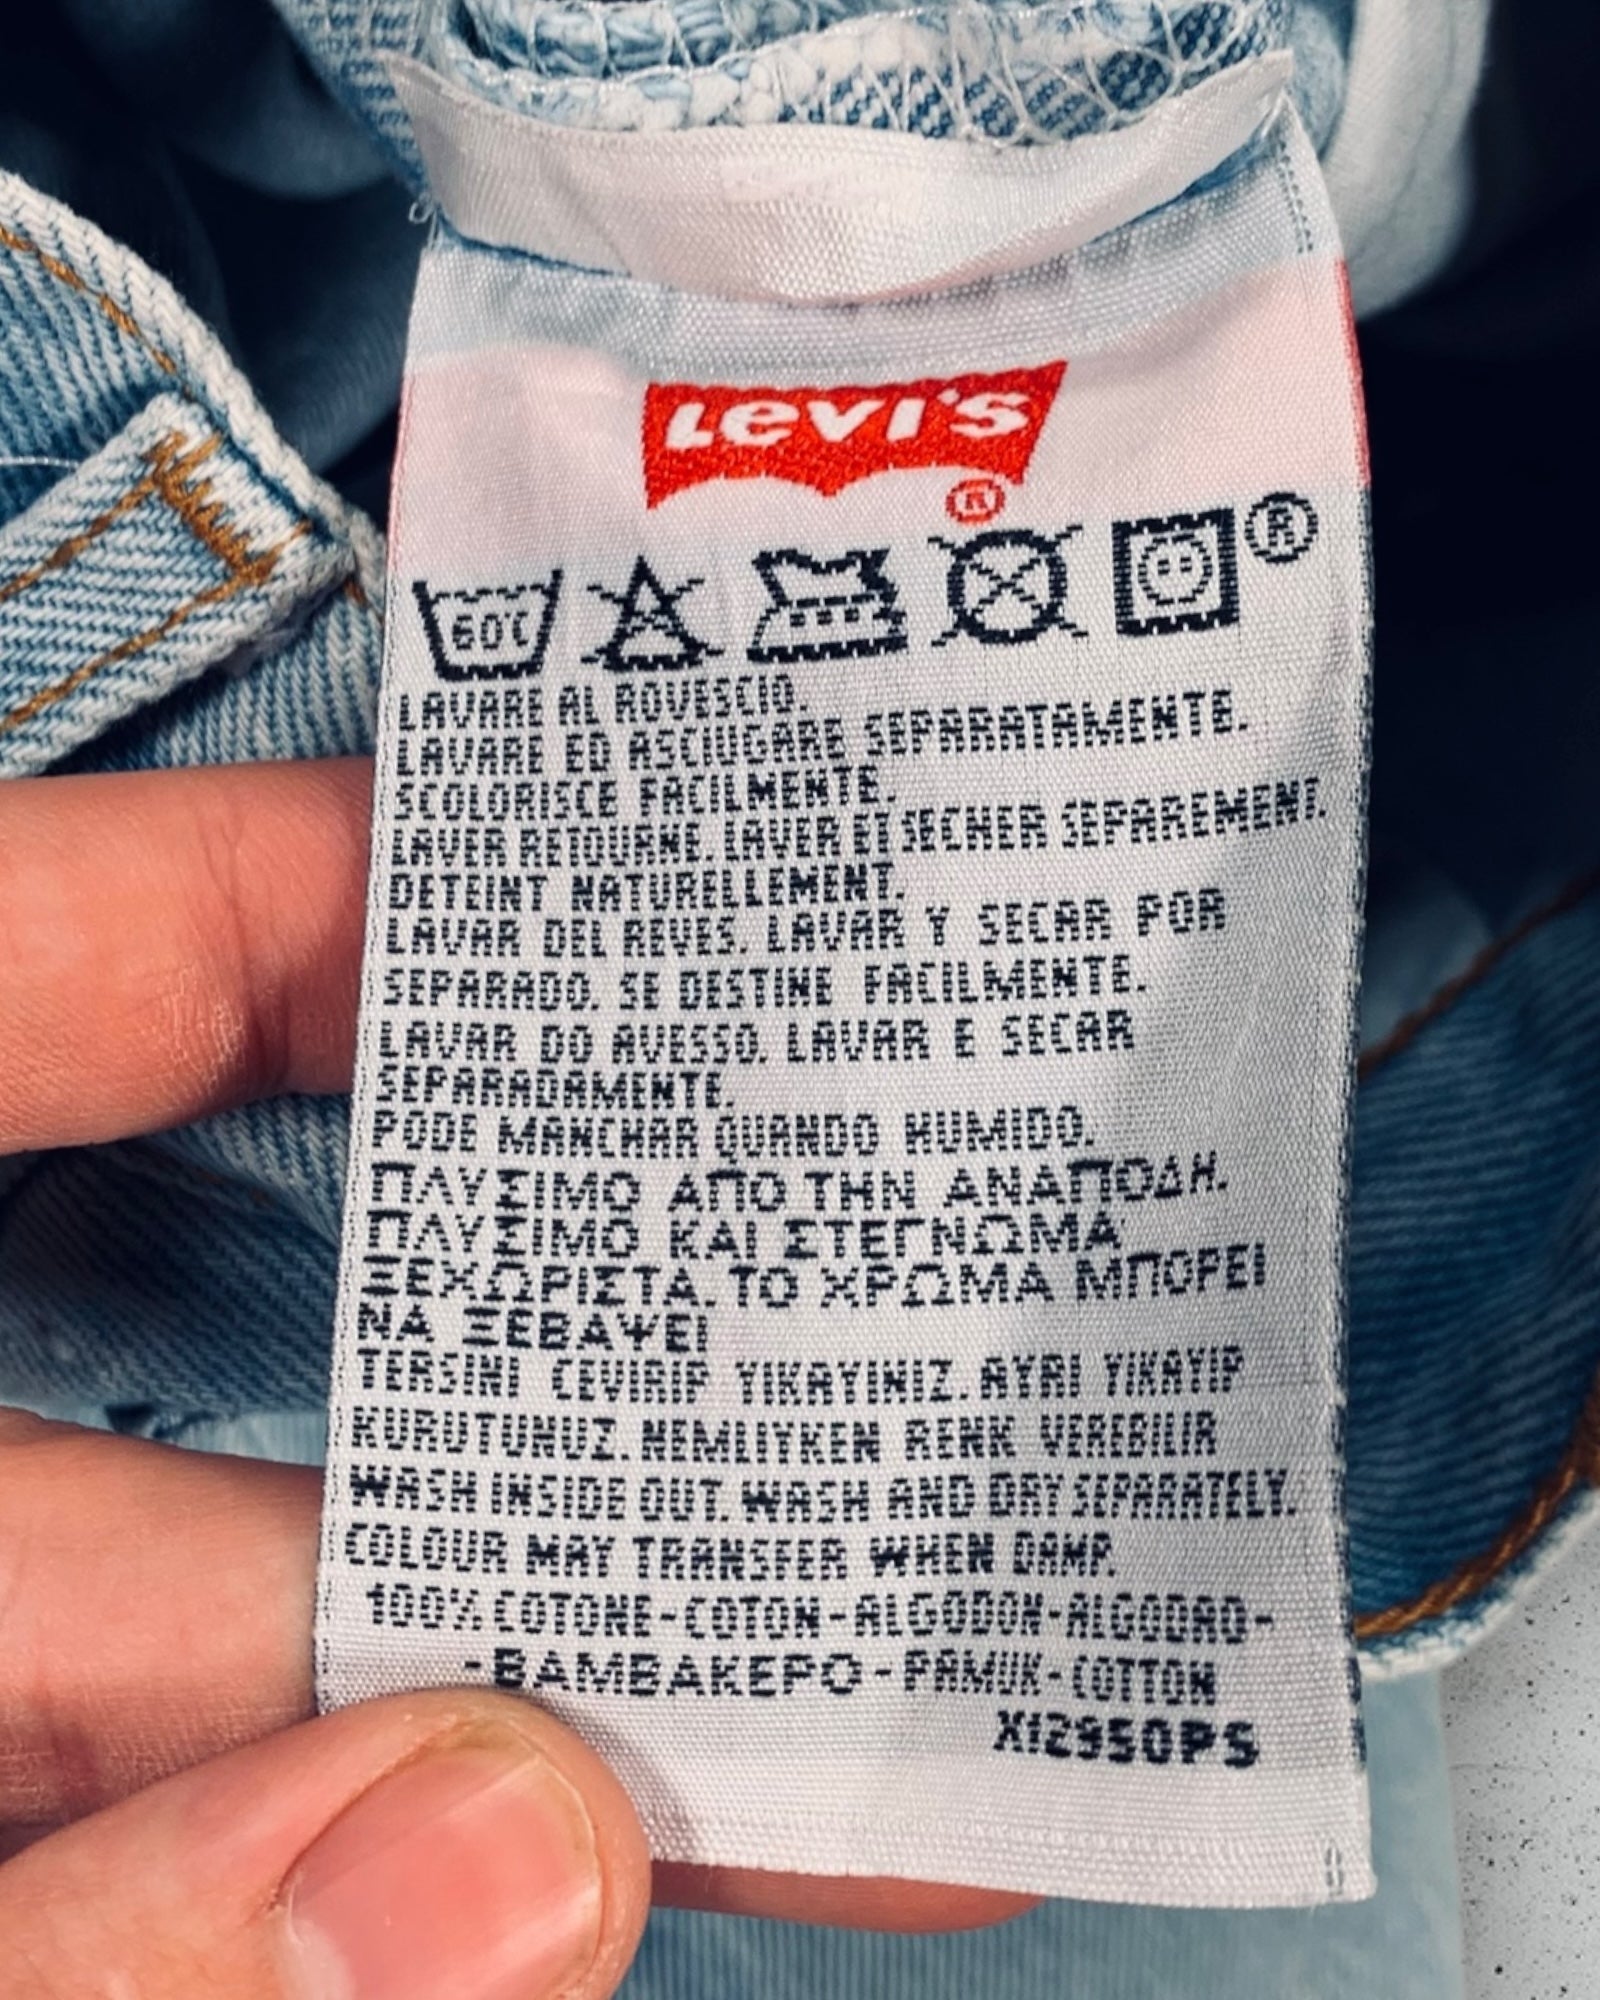 Levi's
®
60°C ®
LAVARE AL ROVESCIO.
LAVARE ED ASCIUGARE SEPARATAMENTE.
SCOLORISCE FACILMENTE.
LAVER RETOURNE. LAVER ET SECHER SEPAREMENT.
DETEINT NATURELLEMENT.
LAVAR DEL REVES. LAVAR Y SECAR POR
SEPARADO. SE DESTINE FACILMENTE.
LAVAR DO AVESSO. LAVAR E SECAR
SEPARADAMENTE.
PODE MANCHAR QUANDO HUMIDO.
ΠΛΥΣΙΜΟ ΑΠΟ ΤΗΝ ΑΝΑΠΟΔΗ.
ΠΛΥΣΙΜΟ ΚΑΙ ΣΤΕΓΝΩΜΑ
ΞΕΧΩΡΙΣΤΑ. ΤΟ ΧΡΩΜΑ ΜΠΟΡΕΙ
ΝΑ ΞΕΒΑΨΕΙ
TERSINI CEVIRIP YIKAYINIZ. AYRI YIKAYIP
KURUTUNUZ. NEMLIYKEN RENK VEREBILIR
WASH INSIDE OUT. WASH AND DRY SEPARATELY.
COLOUR MAY TRANSFER WHEN DAMP.
100% COTONE-COTON-ALGODON-ALGODAO-
-ΒΑΜΒΑΚΕΡΟ-PAMUK-COTTON
X12950PS